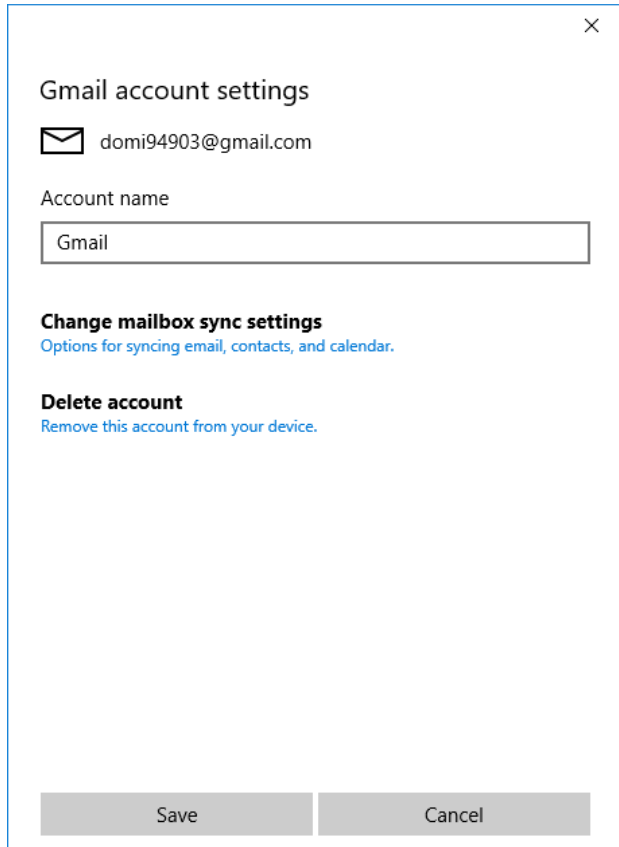 Gmail account settings
domi94903@gmail.com
Account name
Gmail
Change mailbox sync settings
Options for syncing email, contacts, and calendar.
Delete account
Remove this account from your device.
Save
Cancel